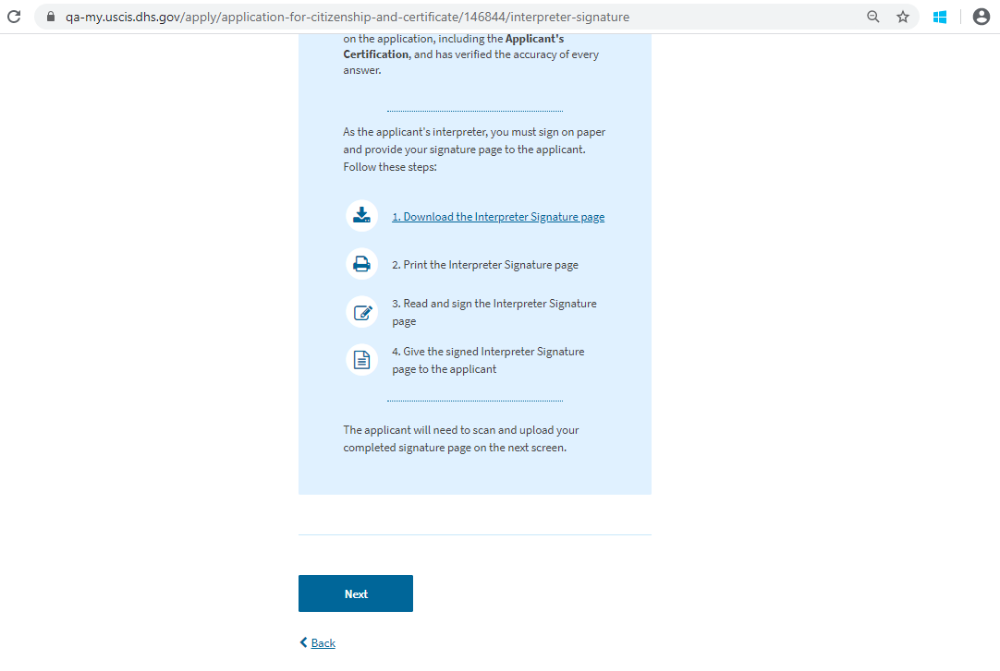 qa-my.uscis.dhs.gov/apply/application-for-citizenship-and-certificate/146844/interpreter-signature
on the application, including the Applicant's
Certification, and has verified the accuracy of every
answer.
As the applicant's interpreter, you must sign on paper
and provide your signature page to the applicant.
Follow these steps:
1. Download the Interpreter Signature page
2. Print the Interpreter Signature page
3. Read and sign the Interpreter Signature
page
4. Give the signed Interpreter Signature
page to the applicant
The applicant will need to scan and upload your
completed signature page on the next screen.
Next
Back